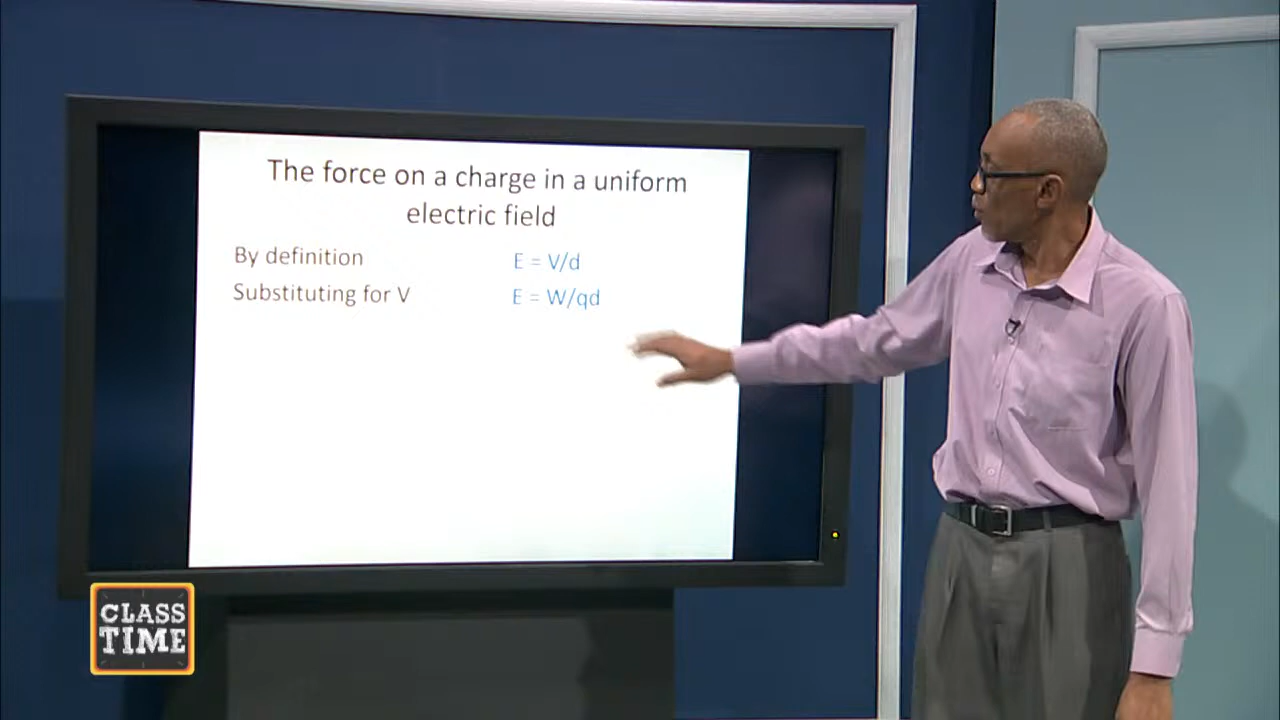 The force on a charge in a uniform
electric field
By definition E = V/d
Substituting for V E = W/qd
CLASS
TIME